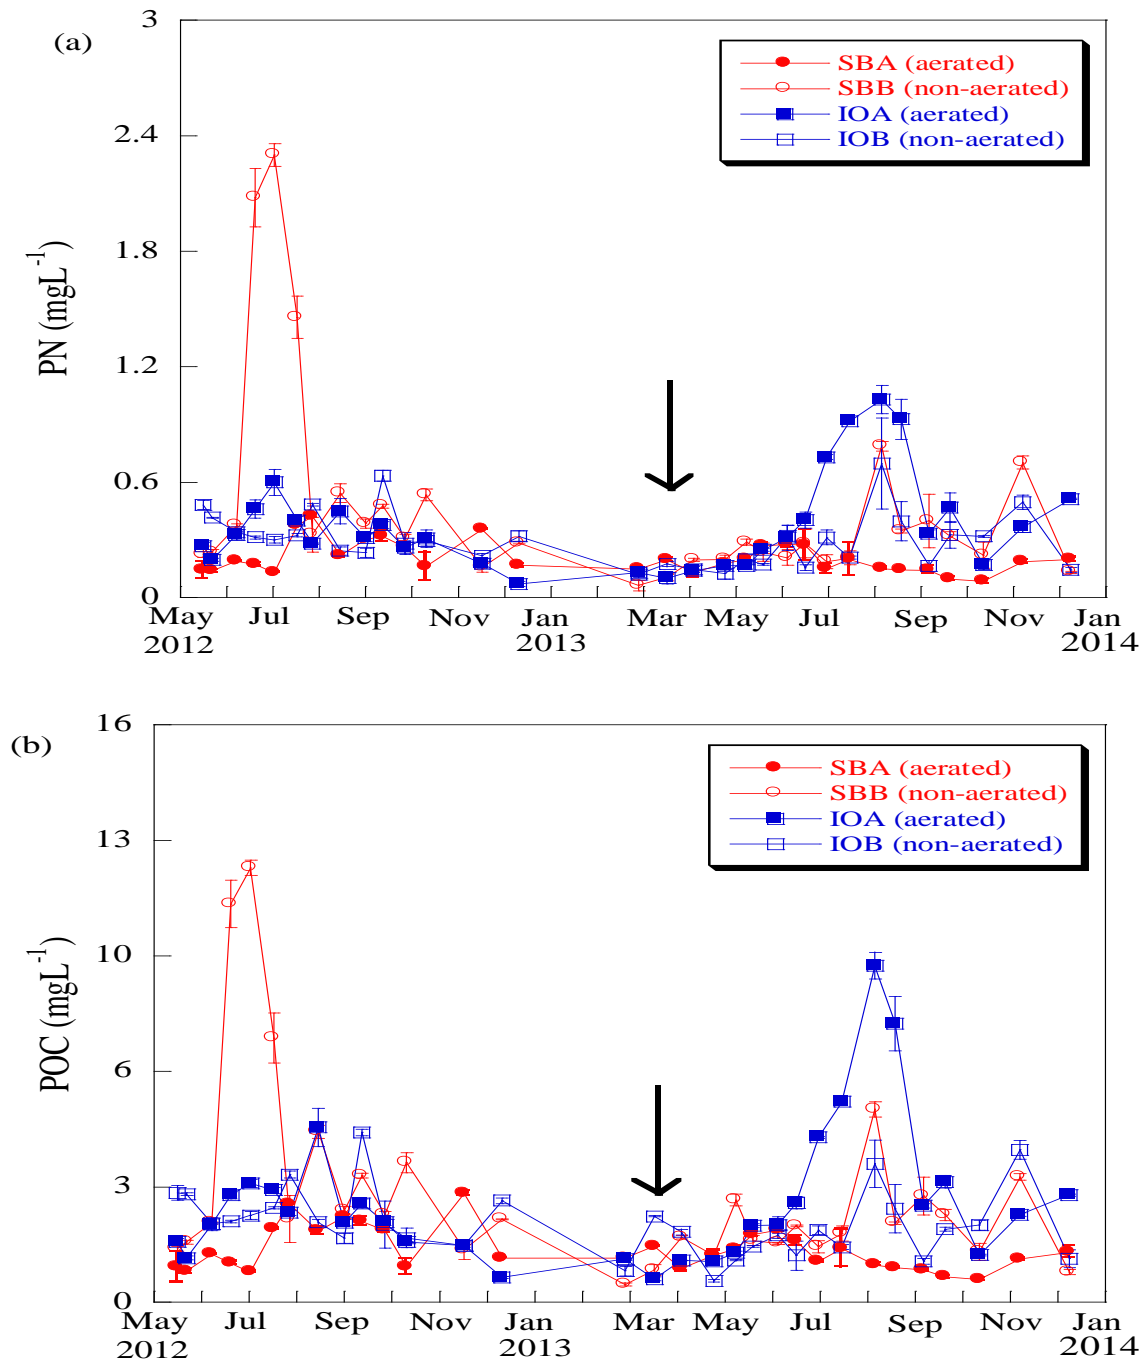 (a)
3
2.4
1.8
1.2
0.6
0
PN (mgL-1)
SBA (aerated)
SBB (non-aerated)
IOA (aerated)
IOB (non-aerated)
May Jul Sep Nov Jan Mar May Jul Sep Nov Jan
2012 2013 2014
(b)
16
13
10
6
3
0
POC (mgL-1)
SBA (aerated)
SBB (non-aerated)
IOA (aerated)
IOB (non-aerated)
May Jul Sep Nov Jan Mar May Jul Sep Nov Jan
2012 2013 2014